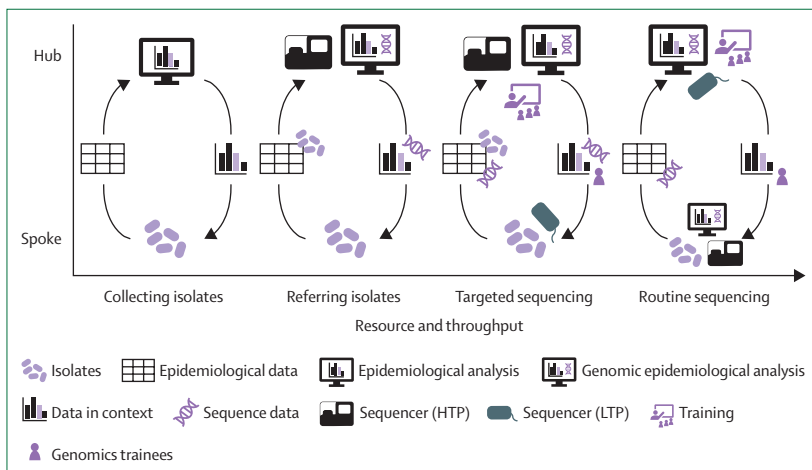 Hub
Spoke
Collecting isolates
Referring isolates
Targeted sequencing
Routine sequencing
Resource and throughput
Isolates
Epidemiological data
Epidemiological analysis
Genomic epidemiological analysis
Data in context
Sequence data
Sequencer (HTP)
Sequencer (LTP)
Training
Genomics trainees